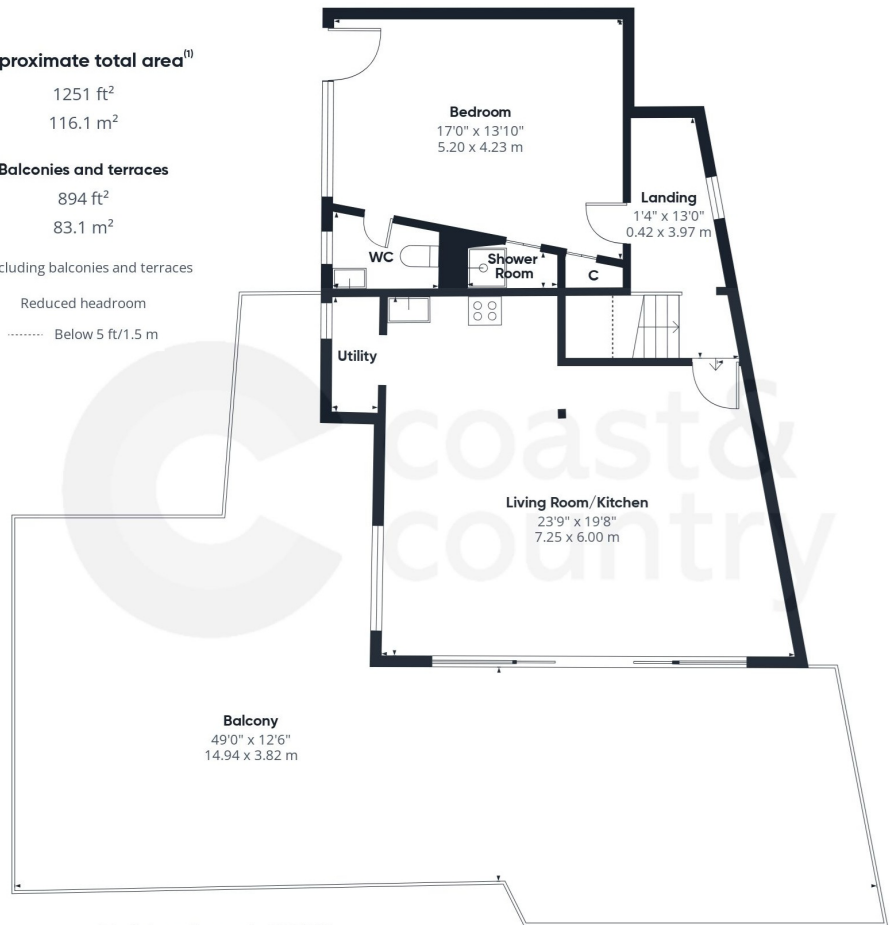 proximate total area(1)
1251 ft²
116.1 m²
Balconies and terraces
894 ft²
83.1 m²
cluding balconies and terraces
Reduced headroom
Below 5 ft/1.5 m
Bedroom
17'0" x 13'10"
5.20 x 4.23 m
Landing
1'4" x 13'0"
0.42 x 3.97 m
WC
Shower
Room
C
Utility
coast&
country
Living Room/Kitchen
23'9" x 19'8"
7.25 x 6.00 m
Balcony
49'0" x 12'6"
14.94 x 3.82 m